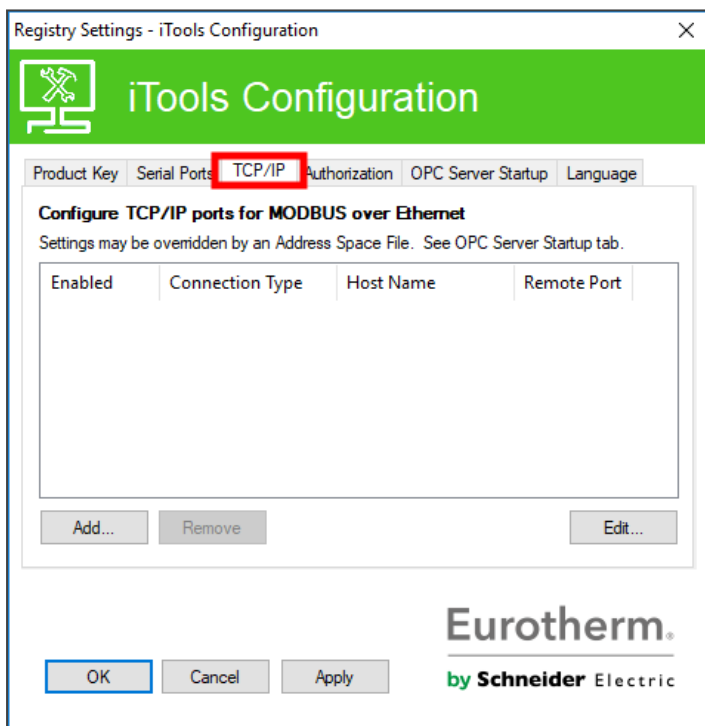 Registry Settings - iTools Configuration
iTools Configuration
Product Key Serial Ports TCP/IP Authorization OPC Server Startup Language
Configure TCP/IP ports for MODBUS over Ethernet
Settings may be overridden by an Address Space File. See OPC Server Startup tab.
Enabled Connection Type Host Name Remote Port
Add... Remove Edit...
Eurotherm®
OK Cancel Apply by Schneider Electric